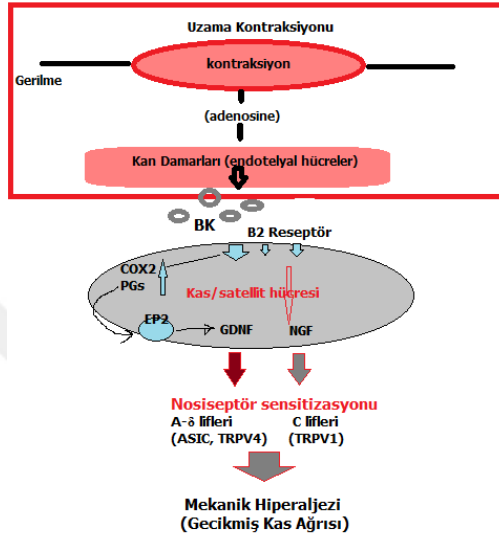 Uzama Kontraksiyonu
kontraksiyon
Gerilme
(adenosine)
Kan Damarları (endotelyal hücreler)
BK
B2 Reseptör
COX2
PGs
Kas/satellit hücresi
EP2
GDNF
NGF
Nosiseptör sensitizasyonu
A-δ lifleri
(ASIC, TRPV4)
C lifleri
(TRPV1)
Mekanik Hiperaljezi
(Gecikmiş Kas Ağrısı)